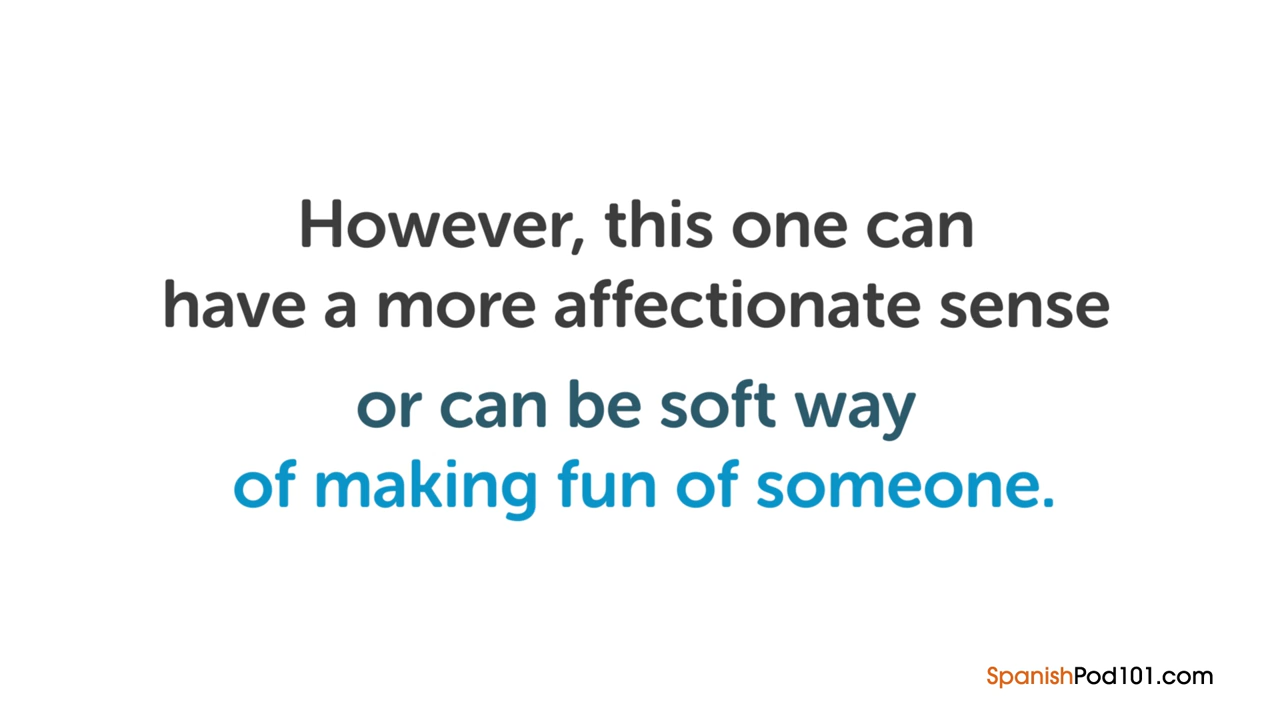 However, this one can
have a more affectionate sense
or can be soft way
of making fun of someone.
SpanishPod101.com